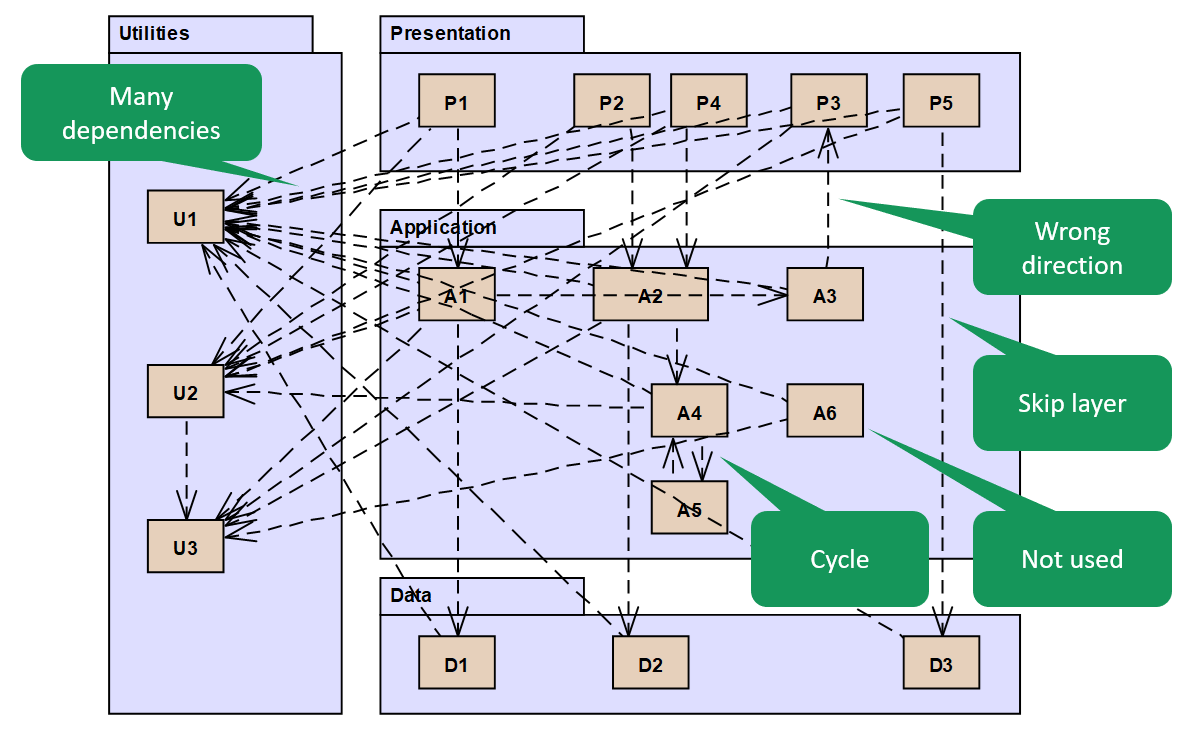 Utilities
Presentation
Many
dependencies
P1
P2
P4
P3
P5
U1
Application
Wrong
direction
A1
A2
A3
U2
A4
A6
Skip layer
A5
U3
Cycle
Not used
Data
D1
D2
D3